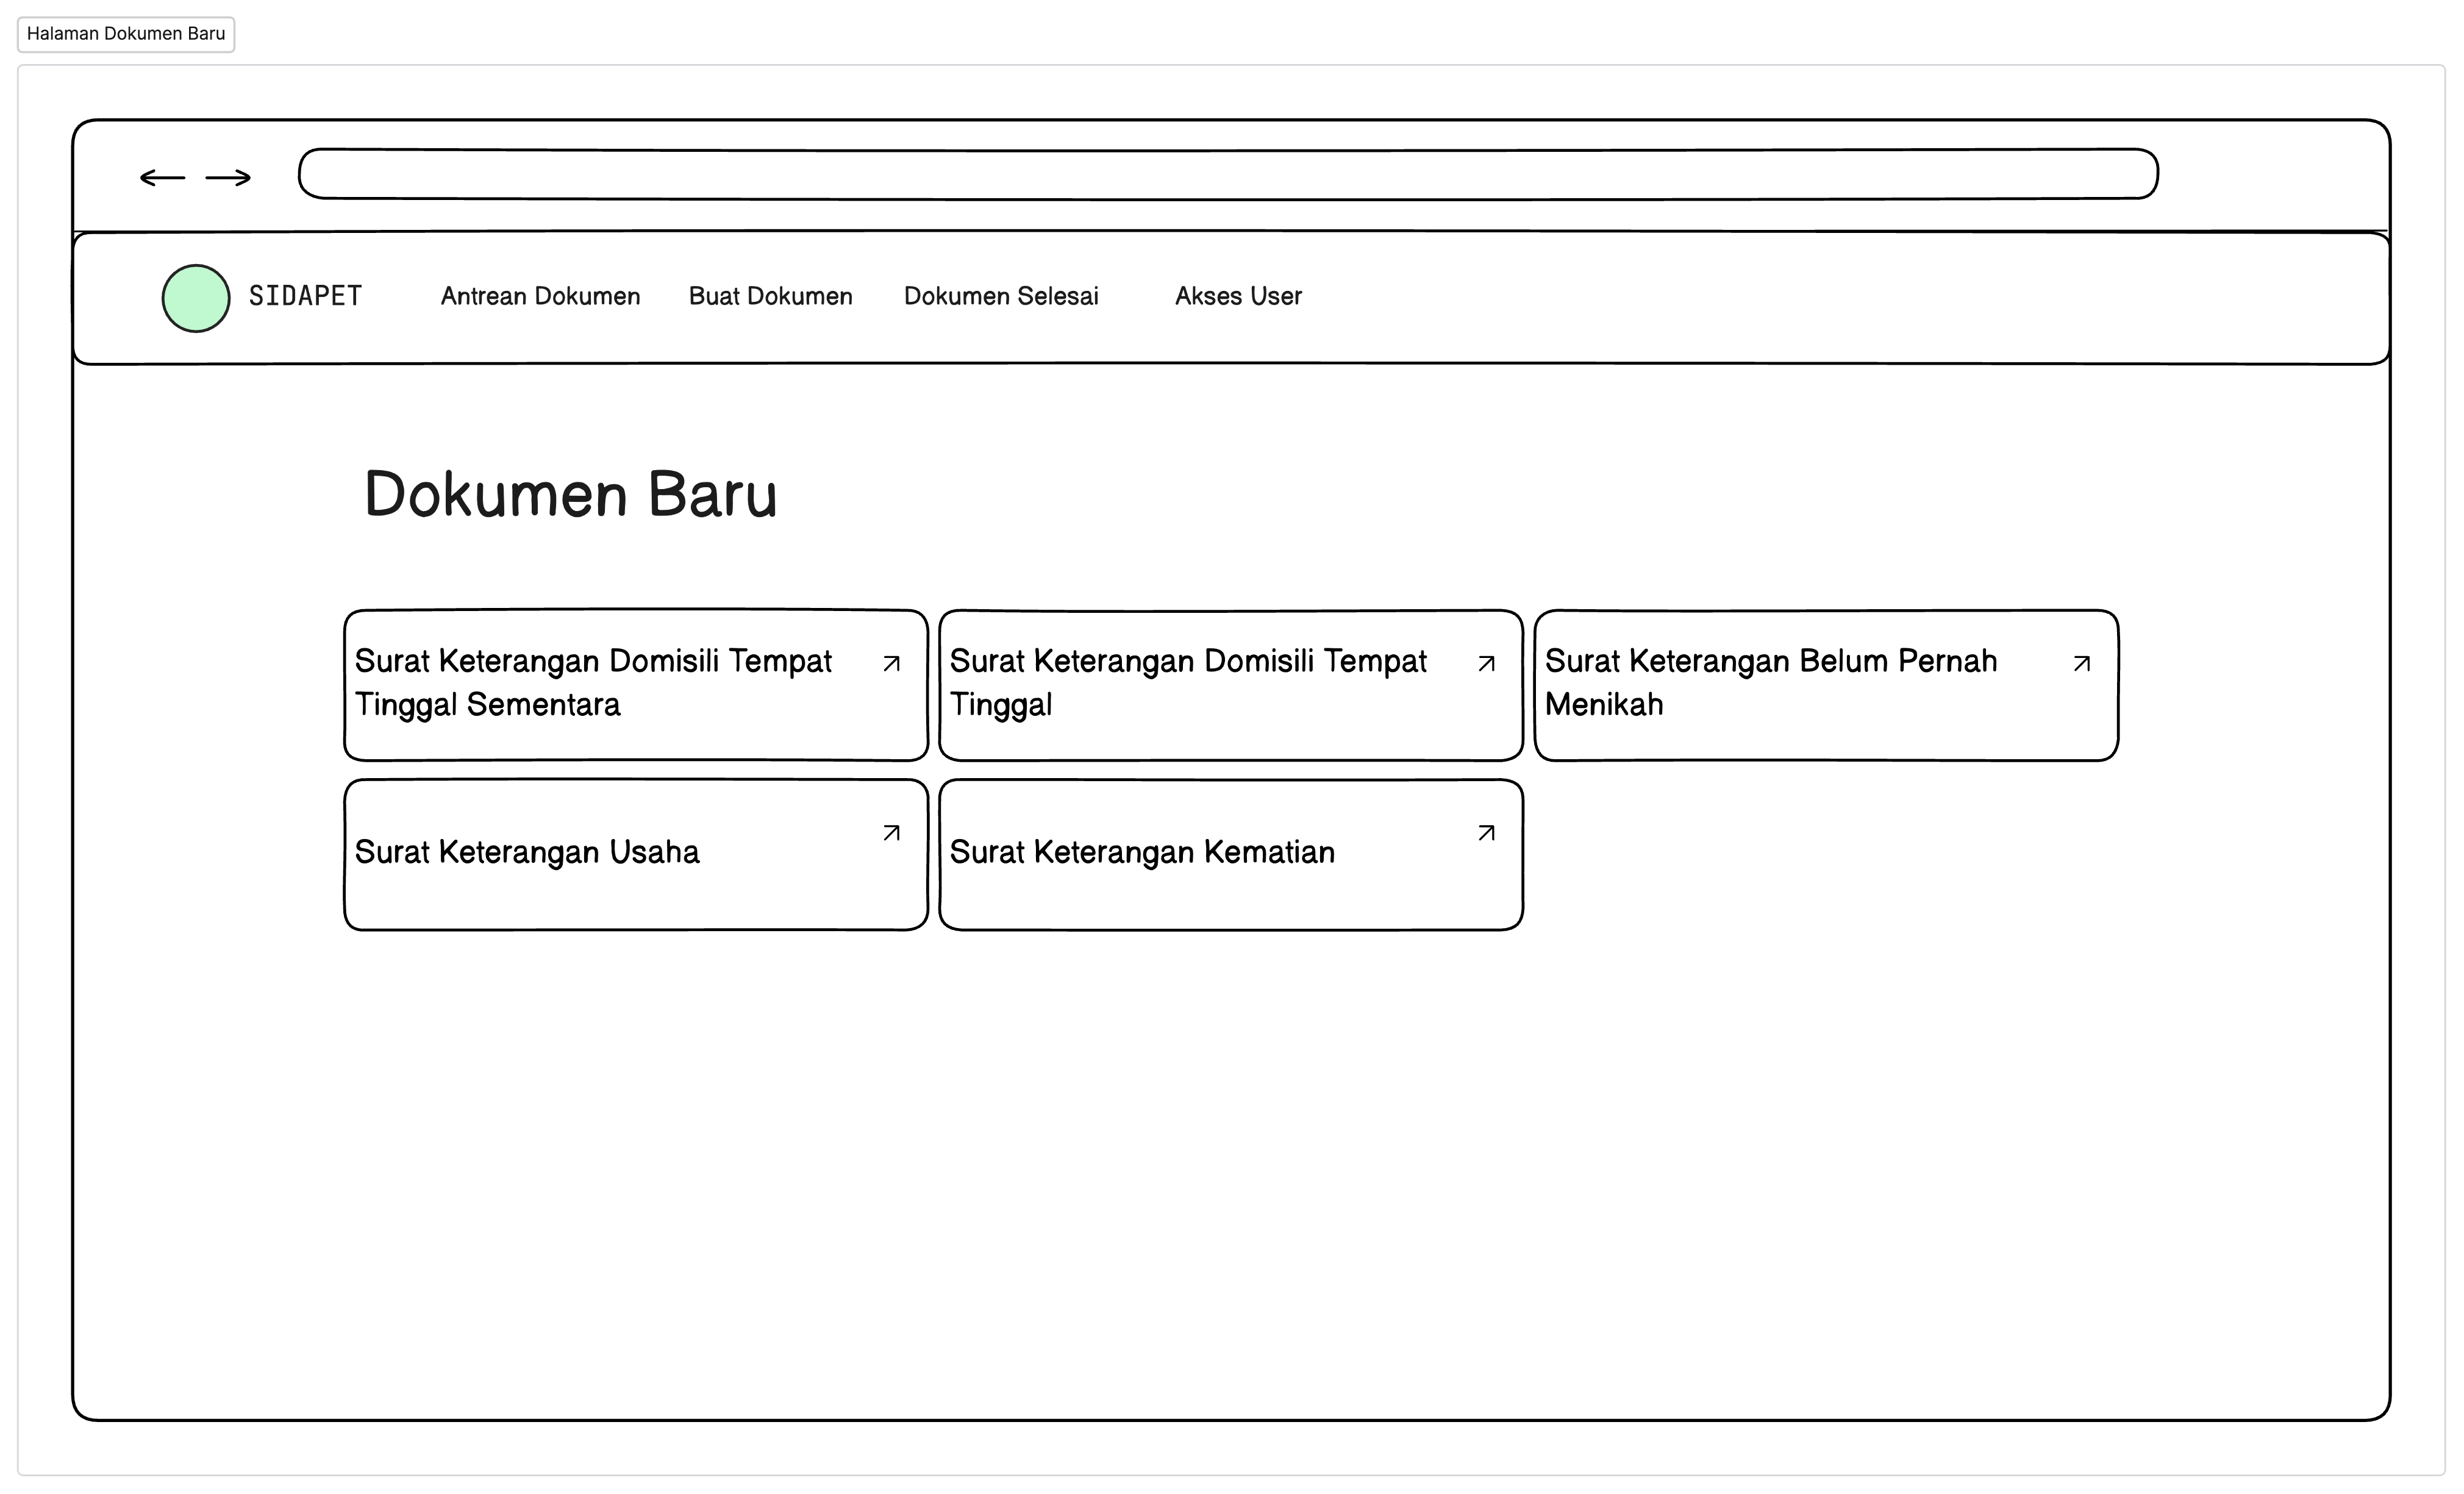 Halaman Dokumen Baru
SIDAPET
Antrean Dokumen
Buat Dokumen
Dokumen Selesai
Akses User
Dokumen Baru
Surat Keterangan Domisili Tempat
Tinggal Sementara
Surat Keterangan Domisili Tempat
Tinggal
Surat Keterangan Belum Pernah
Menikah
Surat Keterangan Usaha
Surat Keterangan Kematian